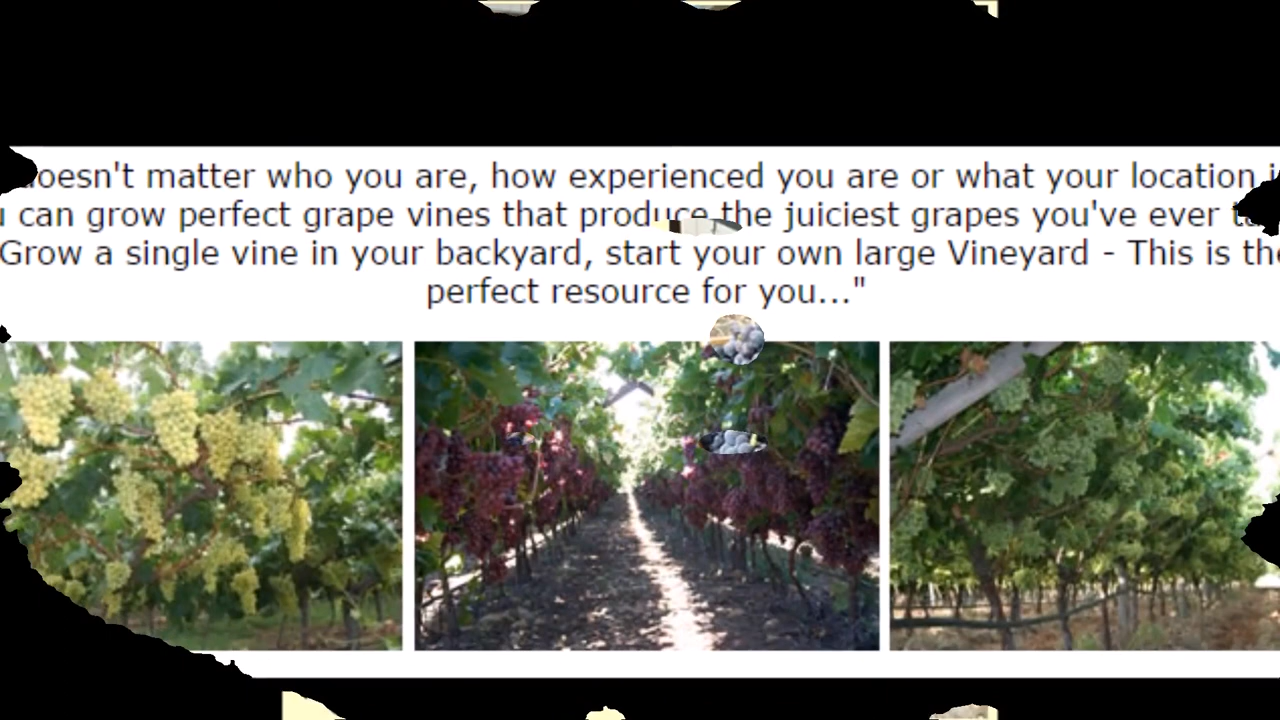 doesn't matter who you are, how experienced you are or what your location
can grow perfect grape vines that produce the juiciest grapes you've ever
Grow a single vine in your backyard, start your own large Vineyard - This is the
perfect resource for you..."